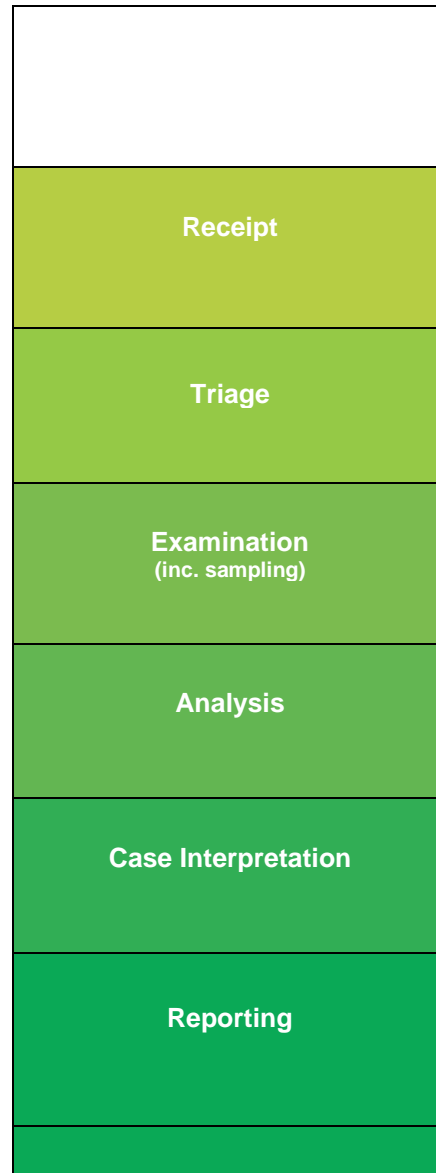 Receipt
Triage
Examination
(inc. sampling)
Analysis
Case Interpretation
Reporting